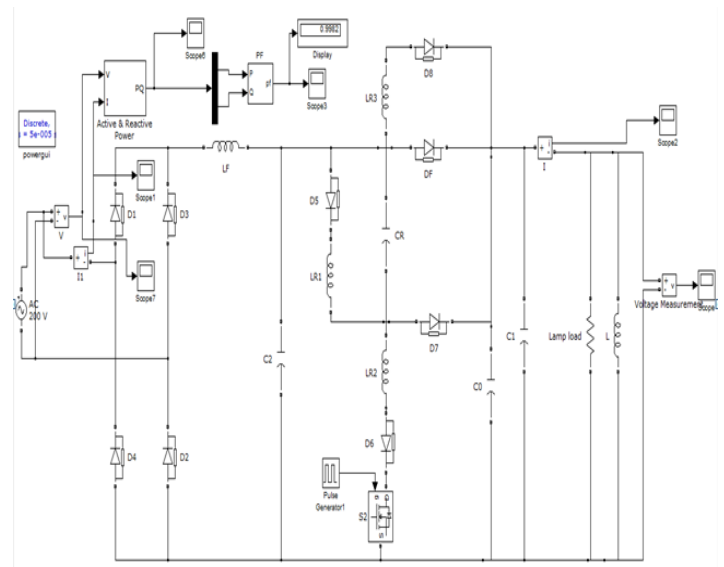 0.9982
PF
Display
Scope6
V
I
PQ
P
Q
pf
Scope3
D8
Active & Reactive
Power
LR3
Discrete,
s = 5e-005 s
powergui
Scope2
LF
DF
I
i
Scope1
D5
D1
D3
CR
V
v
I1
i
LR1
Scope7
AC
200 V
v
Voltage Measurement
Scope
D7
C1
Lamp load
L
C2
LR2
C0
D6
D4
D2
Pulse
Generator1
S2